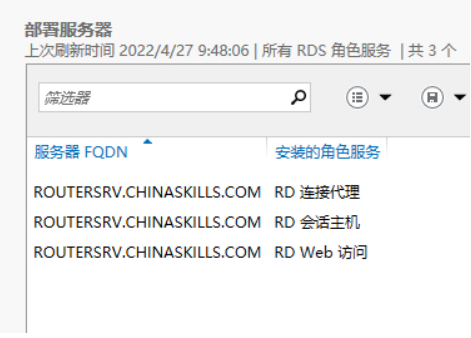 部署服务器
上次刷新时间 2022/4/27 9:48:06 | 所有 RDS 角色服务 | 共 3 个
筛选器
服务器 FQDN 安装的角色服务
ROUTERSRV.CHINASKILLS.COM RD 连接代理
ROUTERSRV.CHINASKILLS.COM RD 会话主机
ROUTERSRV.CHINASKILLS.COM RD Web 访问